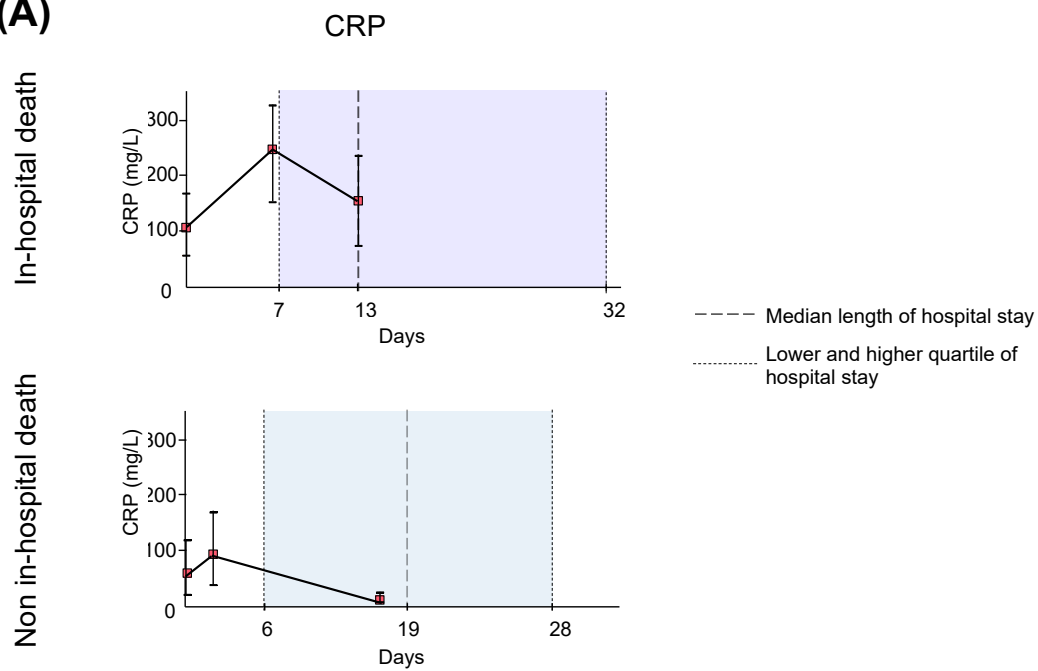 (A)
CRP
In-hospital death
CRP (mg/L)
300
200
100
0
7
13
32
Days
Median length of hospital stay
Lower and higher quartile of
hospital stay
Non in-hospital death
CRP (mg/L)
300
200
100
0
6
19
28
Days